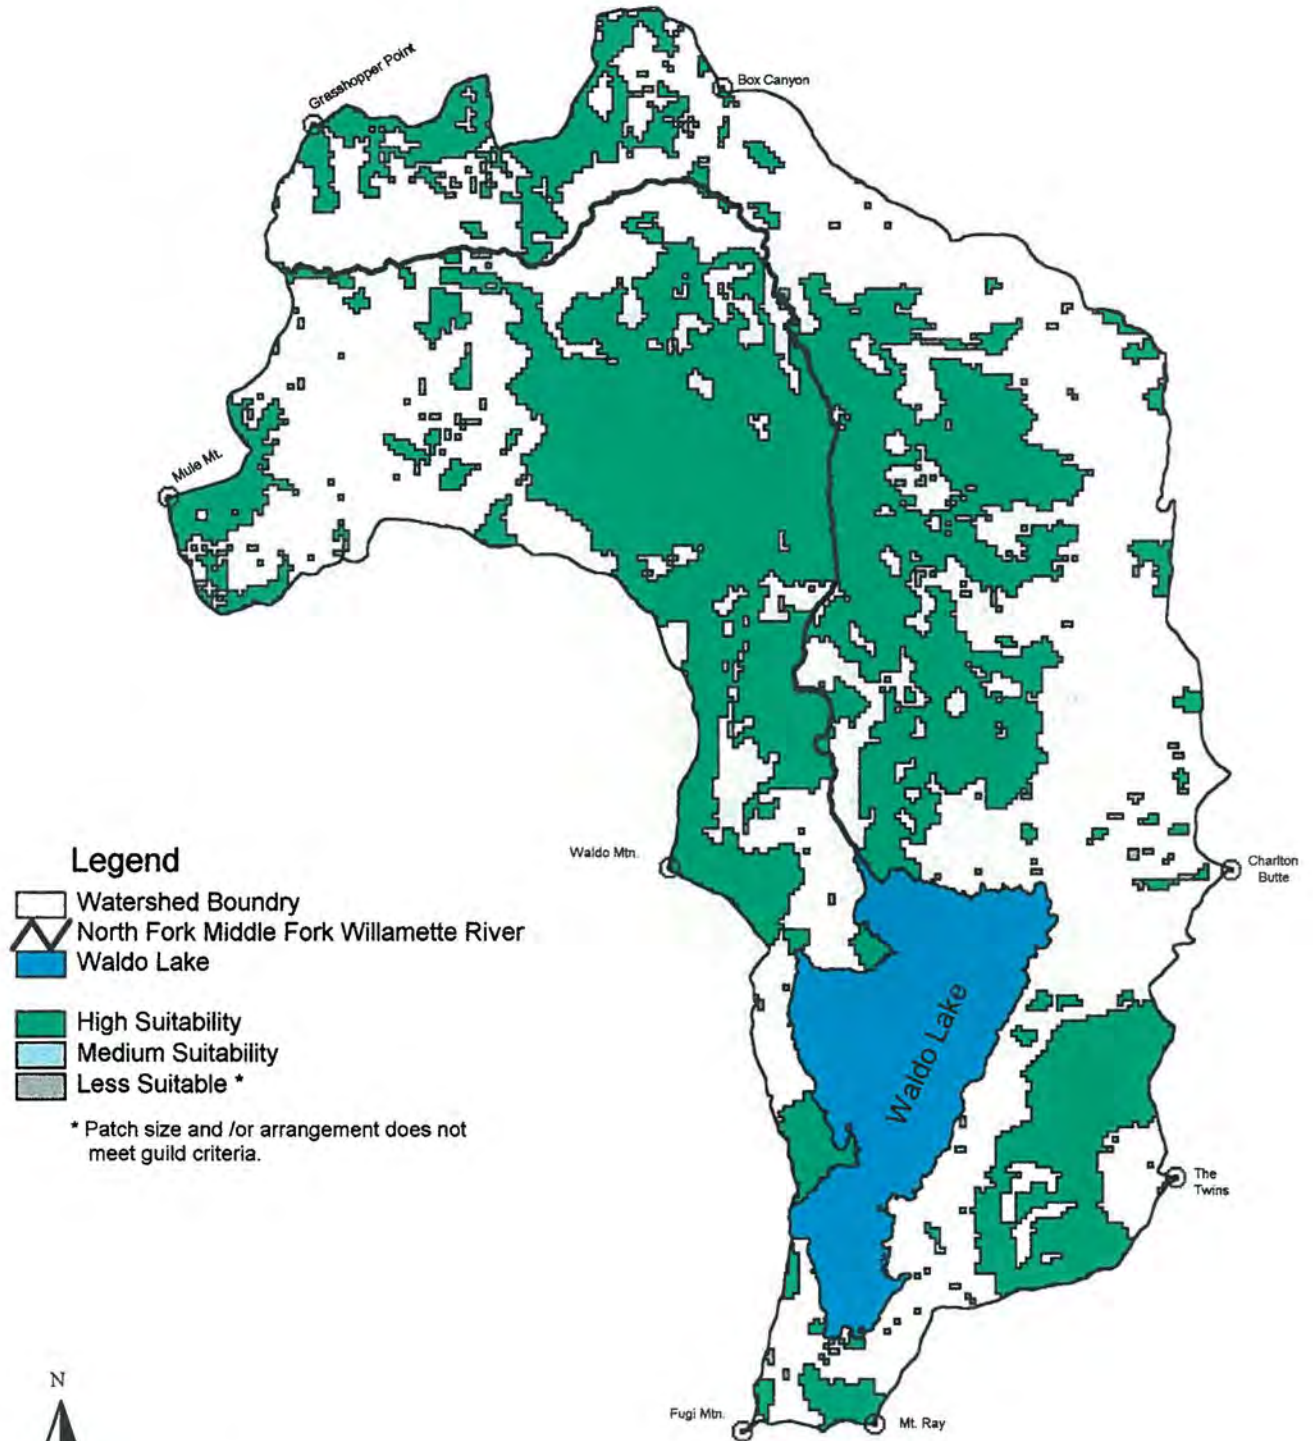 Grasshopper Point
Box Canyon
Mule Mt.
Waldo Mtn.
Charlton
Butte
Legend
Watershed Boundry
North Fork Middle Fork Willamette River
Waldo Lake
High Suitability
Medium Suitability
Less Suitable *
* Patch size and /or arrangement does not
meet guild criteria.
Waldo Lake
The
Twins
N
Fugi Mtn.
Mt. Ray